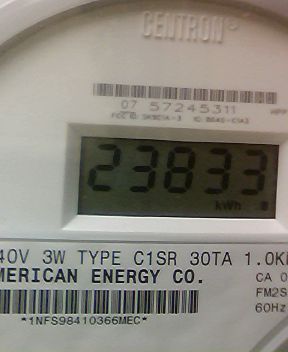 CENTRON®
07 57245311
23833
kWh
40V 3W TYPE C1SR 30TA 1.0K
MERICAN ENERGY CO.
CA 0
FM2S
60Hz
*1NFS98410366MEC*